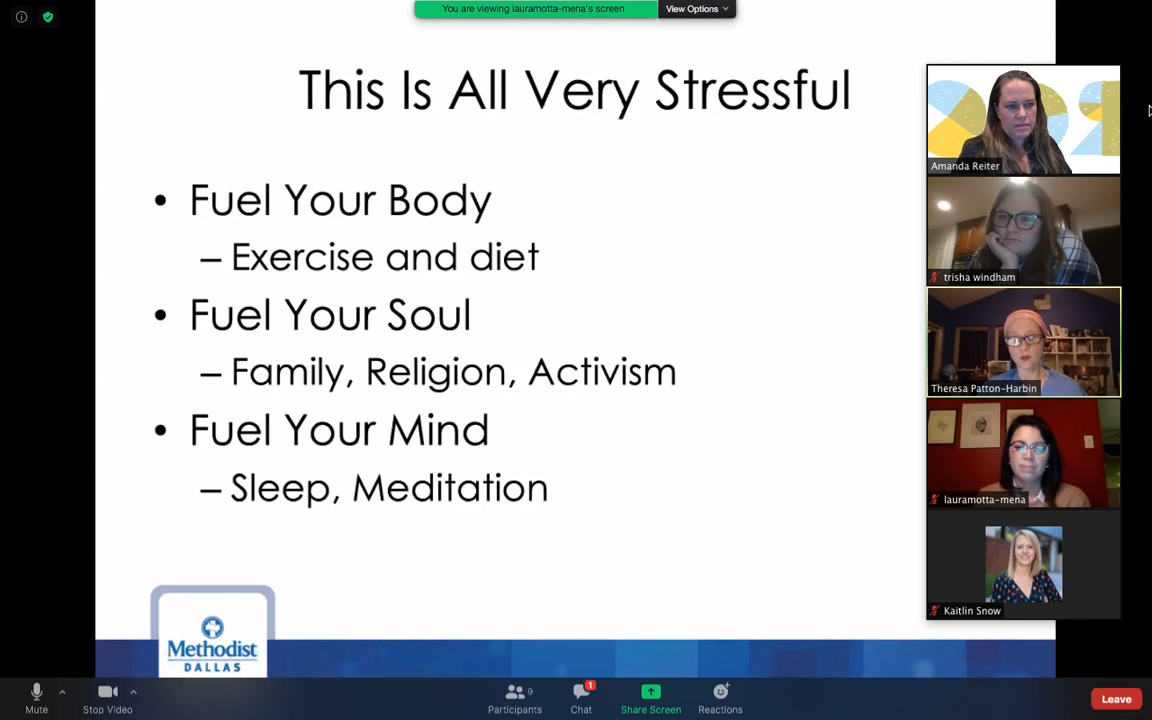 You are viewing lauramotta-mena's screen
View Options
This Is All Very Stressful
• Fuel Your Body
– Exercise and diet
• Fuel Your Soul
– Family, Religion, Activism
• Fuel Your Mind
– Sleep, Meditation
Methodist
DALLAS
2021
Amanda Reiter
trisha windham
Theresa Patton-Harbin
lauramotta-mena
Kaitlin Snow
Mute
Stop Video
Participants
9
Chat
1
Share Screen
Reactions
Leave